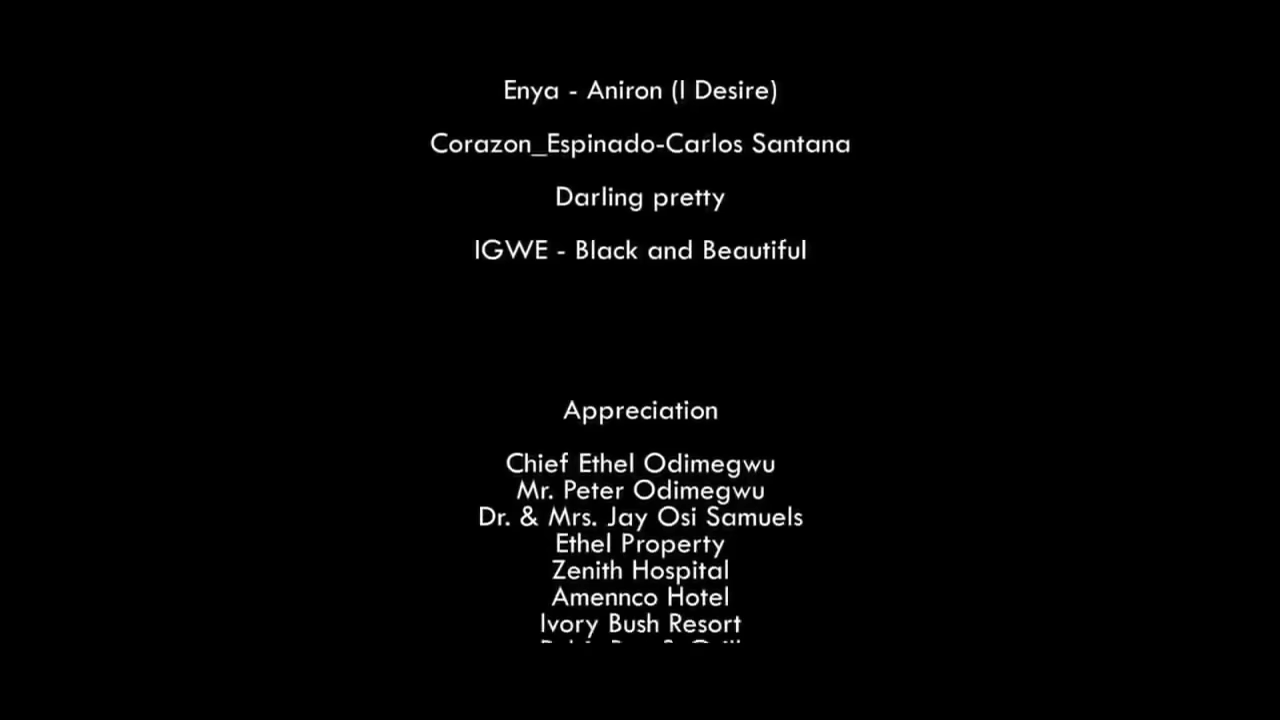 Enya - Aniron (I Desire)
Corazon_Espinado-Carlos Santana
Darling pretty
IGWE - Black and Beautiful
Appreciation
Chief Ethel Odimegwu
Mr. Peter Odimegwu
Dr. & Mrs. Jay Osi Samuels
Ethel Property
Zenith Hospital
Amennco Hotel
Ivory Bush Resort